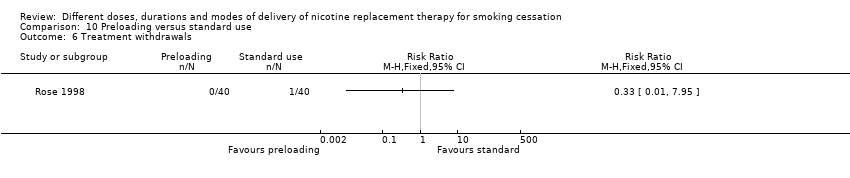 Review: Different doses, durations and modes of delivery of nicotine replacement therapy for smoking cessation
Comparison: 10 Preloading versus standard use
Outcome: 6 Treatment withdrawals
Study or subgroup Preloading Standard use Risk Ratio Risk Ratio
n/N n/N M-H,Fixed,95% CI M-H,Fixed,95% CI
Rose 1998 0/40 1/40 0.33 [ 0.01, 7.95 ]
0.002 0.1 1 10 500
Favours preloading Favours standard